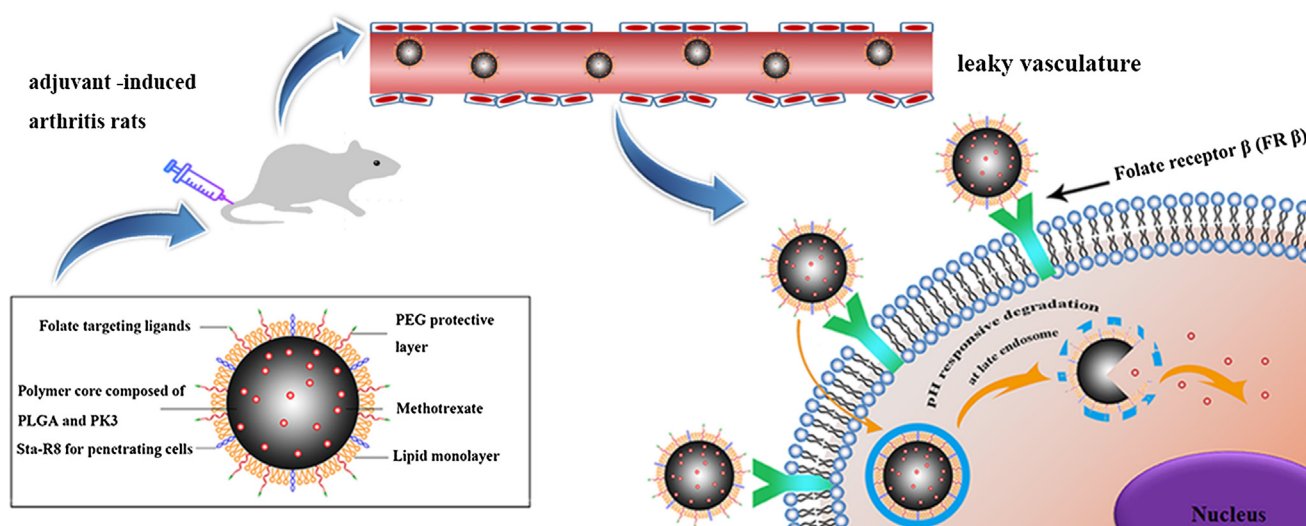 adjuvant -induced
arthritis rats
leaky vasculature
Folate receptor β (FR β)
Folate targeting ligands
PEG protective
layer
Polymer core composed of
PLGA and PK3
Methotrexate
Sta-R8 for penetrating cells
Lipid monolayer
pH responsive degradation
at late endosome
Nucleus